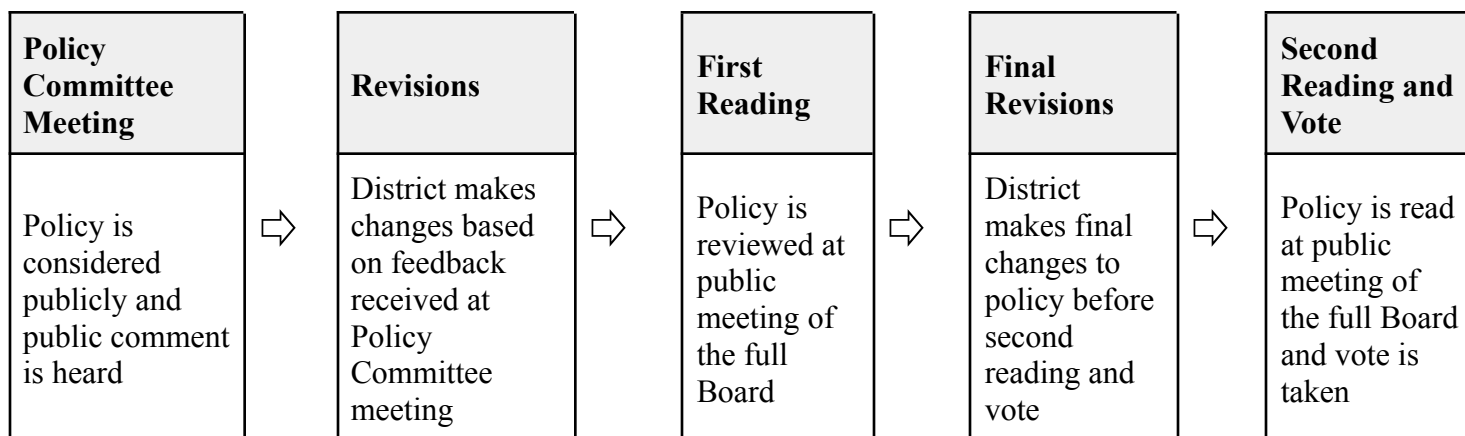 Policy
Committee
Meeting
Policy is
considered
publicly and
public comment
is heard
Revisions
District makes
changes based
on feedback
received at
Policy
Committee
meeting
First
Reading
Policy is
reviewed at
public
meeting of
the full
Board
Final
Revisions
District
makes final
changes to
policy before
second
reading and
vote
Second
Reading and
Vote
Policy is read
at public
meeting of
the full Board
and vote is
taken